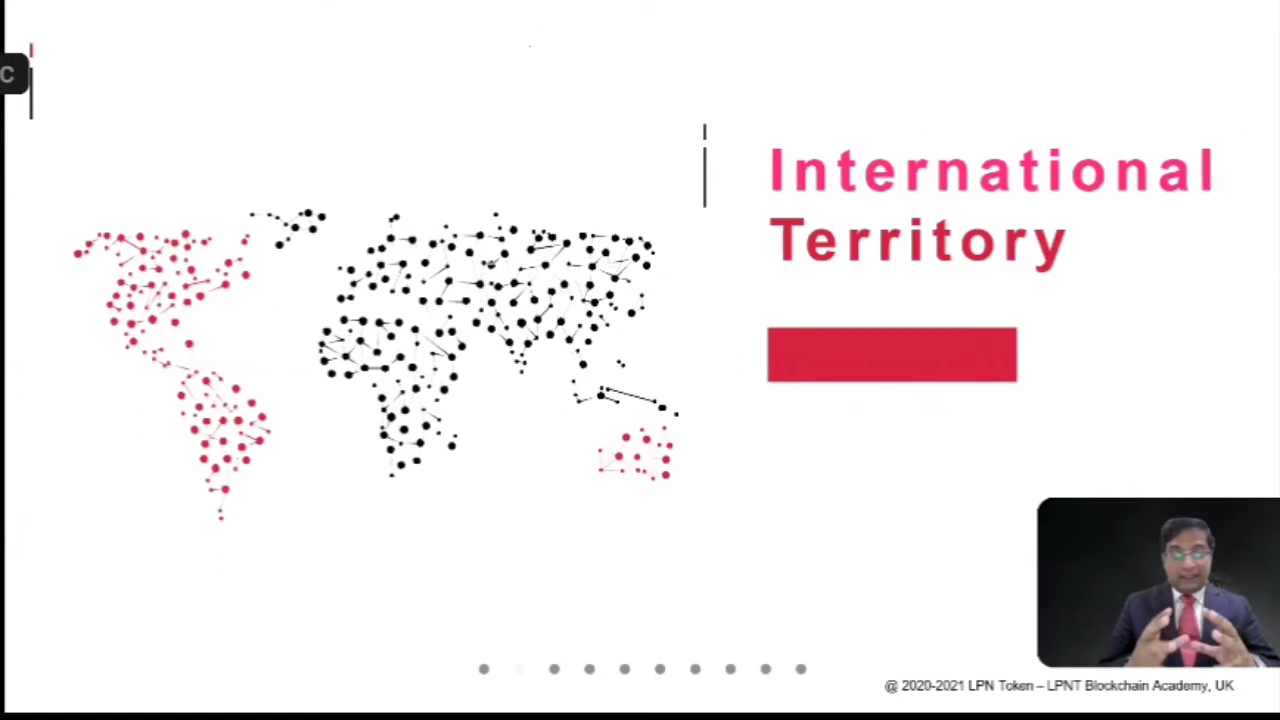 C
International
Territory
@ 2020-2021 LPN Token – LPNT Blockchain Academy, UK